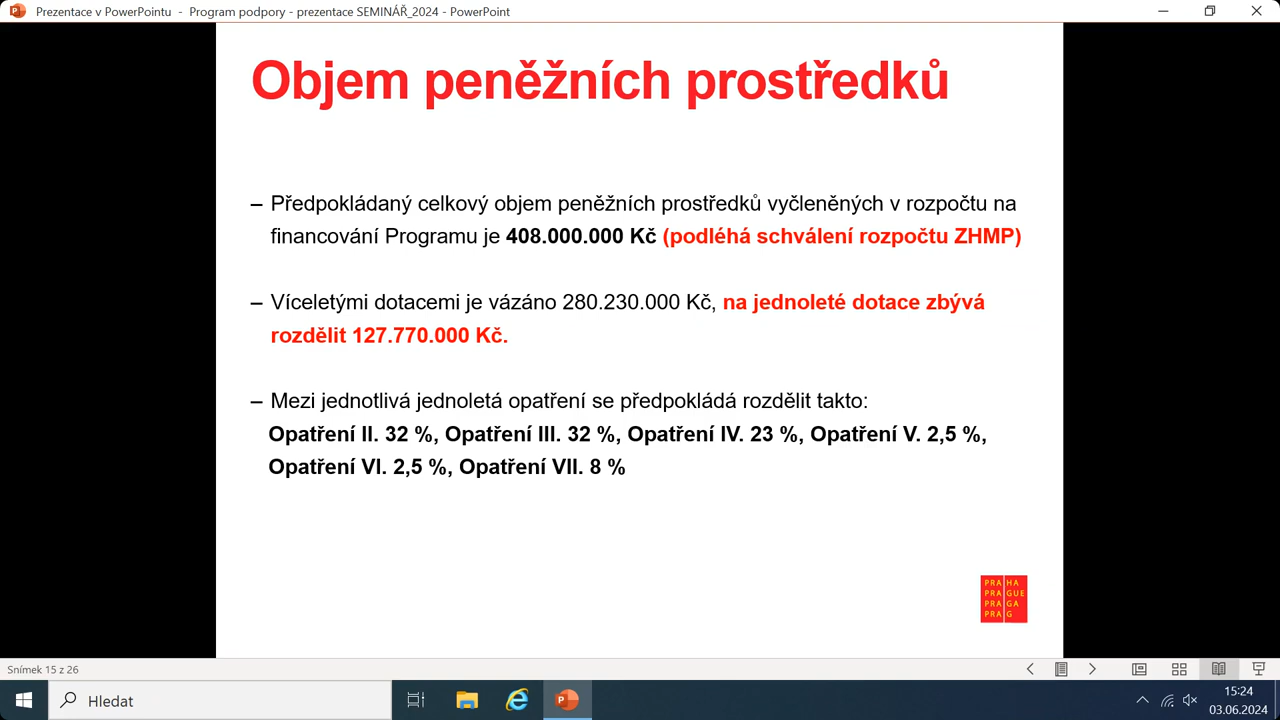 Prezentace v PowerPointu - Program podpory - prezentace SEMINÁŘ_2024 - PowerPoint
Objem peněžních prostředků
– Předpokládaný celkový objem peněžních prostředků vyčleněných v rozpočtu na
financování Programu je 408.000.000 Kč (podléhá schválení rozpočtu ZHMP)
– Víceletými dotacemi je vázáno 280.230.000 Kč, na jednoleté dotace zbývá
rozdělit 127.770.000 Kč.
– Mezi jednotlivá jednoletá opatření se předpokládá rozdělit takto:
Opatření II. 32 %, Opatření III. 32 %, Opatření IV. 23 %, Opatření V. 2,5 %,
Opatření VI. 2,5 %, Opatření VII. 8 %
PRA HA
PRA GUE
PRA GA
PRA G
Snímek 15 z 26
Hledat
15:24
03.06.2024